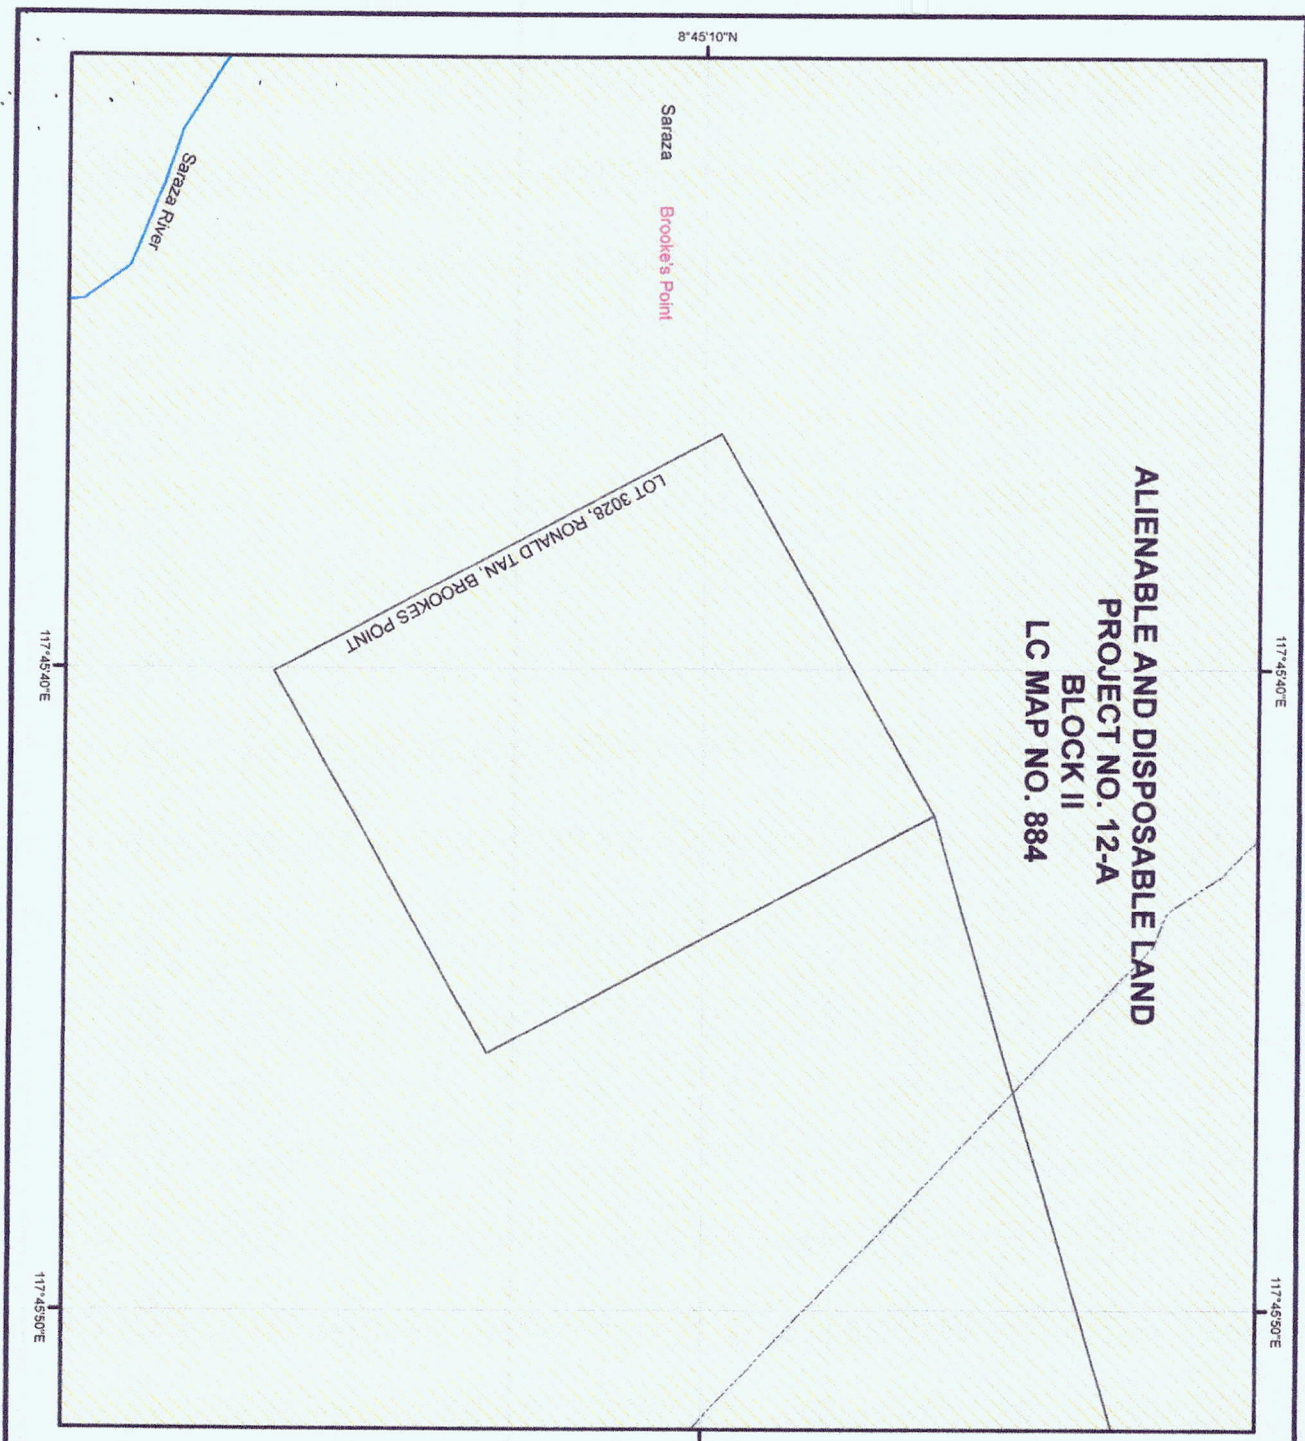 8°45'10"N
117°45'40"E
117°45'50"E
ALIENABLE AND DISPOSABLE LAND
PROJECT NO. 12-A
BLOCK II
LC MAP NO. 884
Saraza
Brooke's Point
LOT 3028, RONALD TAN, BROOKES POINT
Saraza River
117°45'40"E
117°45'50"E